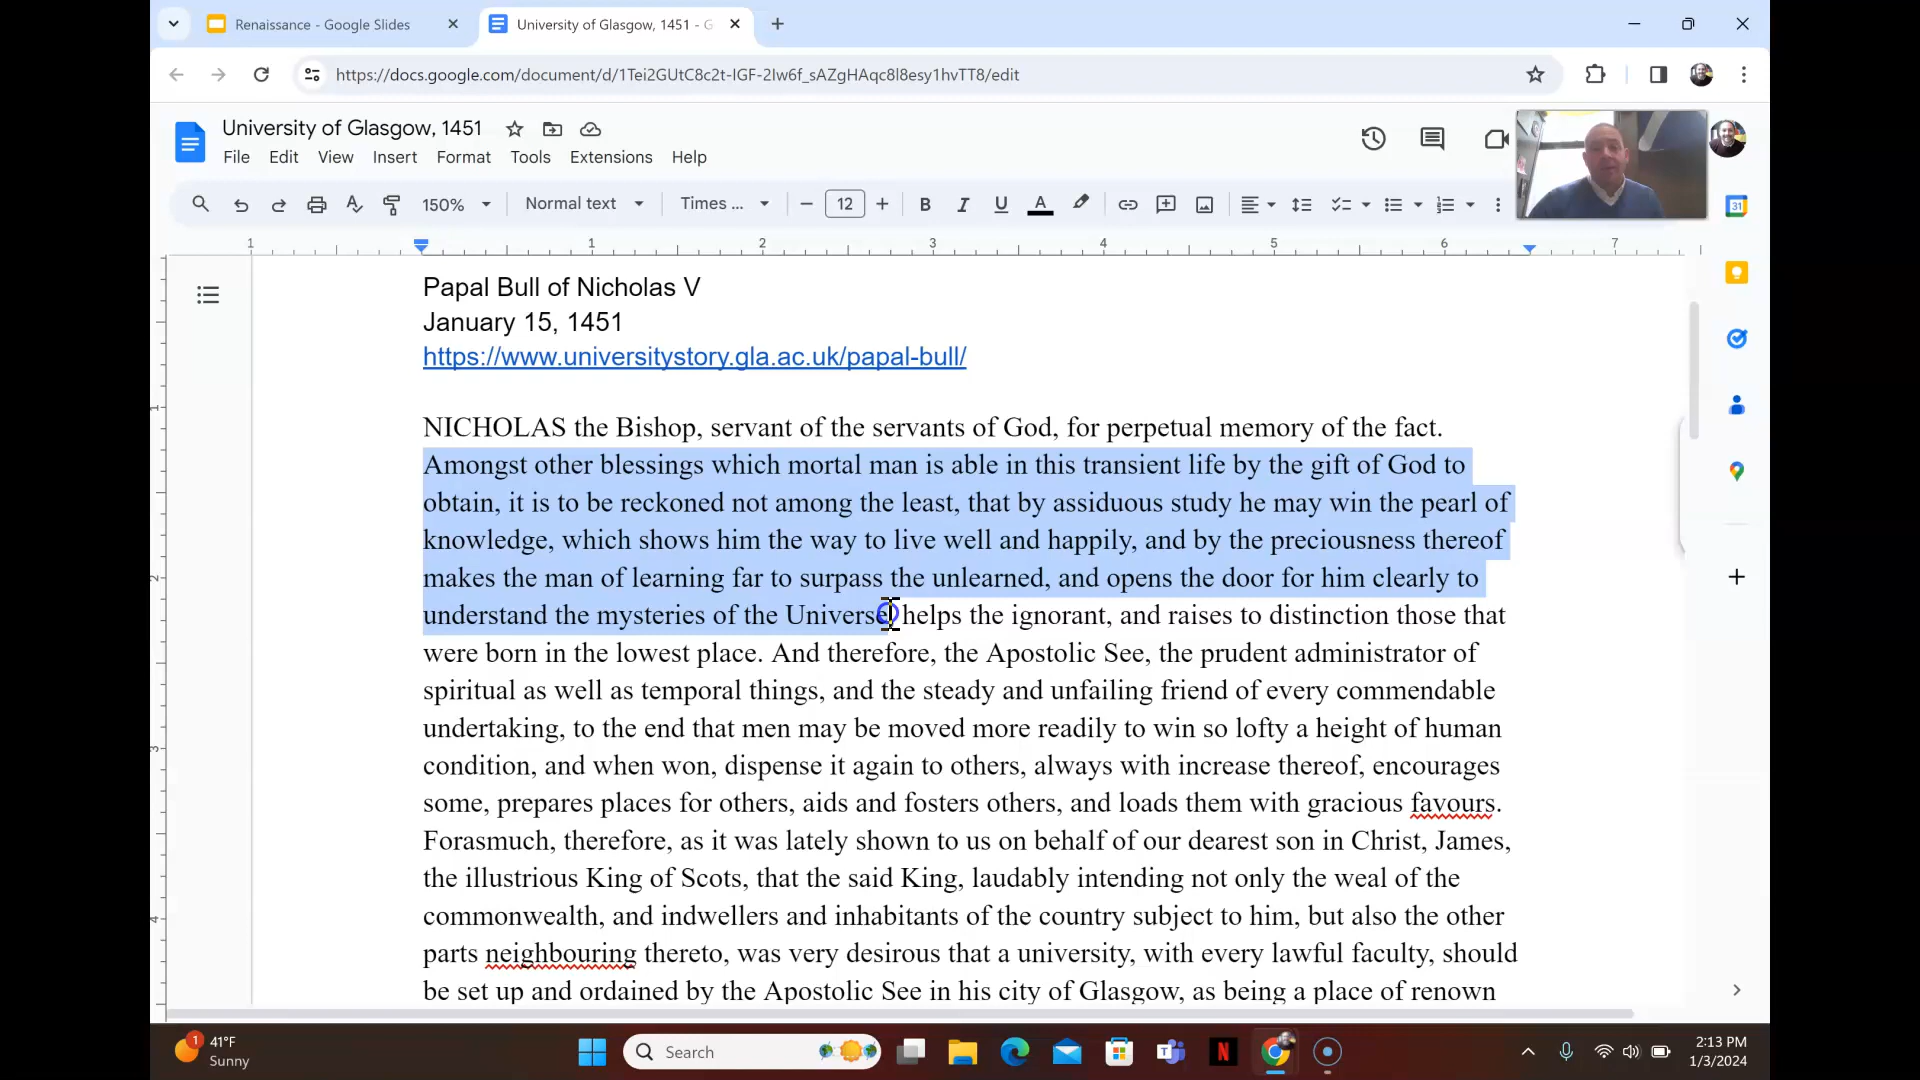 Renaissance - Google Slides
University of Glasgow, 1451 - G
https://docs.google.com/document/d/1Tei2GUtC8c2t-IGF-2Iw6f_sAZgHAqc8l8esy1hvTT8/edit
University of Glasgow, 1451
File Edit View Insert Format Tools Extensions Help
150% Normal text Times ... 12
1 1 2 3 4 5 6 7
Papal Bull of Nicholas V
January 15, 1451
https://www.universitystory.gla.ac.uk/papal-bull/
NICHOLAS the Bishop, servant of the servants of God, for perpetual memory of the fact.
Amongst other blessings which mortal man is able in this transient life by the gift of God to
obtain, it is to be reckoned not among the least, that by assiduous study he may win the pearl of
knowledge, which shows him the way to live well and happily, and by the preciousness thereof
makes the man of learning far to surpass the unlearned, and opens the door for him clearly to
understand the mysteries of the Universe, helps the ignorant, and raises to distinction those that
were born in the lowest place. And therefore, the Apostolic See, the prudent administrator of
spiritual as well as temporal things, and the steady and unfailing friend of every commendable
undertaking, to the end that men may be moved more readily to win so lofty a height of human
condition, and when won, dispense it again to others, always with increase thereof, encourages
some, prepares places for others, aids and fosters others, and loads them with gracious favours.
Forasmuch, therefore, as it was lately shown to us on behalf of our dearest son in Christ, James,
the illustrious King of Scots, that the said King, laudably intending not only the weal of the
commonwealth, and indwellers and inhabitants of the country subject to him, but also the other
parts neighbouring thereto, was very desirous that a university, with every lawful faculty, should
be set up and ordained by the Apostolic See in his city of Glasgow, as being a place of renown
1
2
3
4
31
1
41°F
Sunny
Search
2:13 PM
1/3/2024